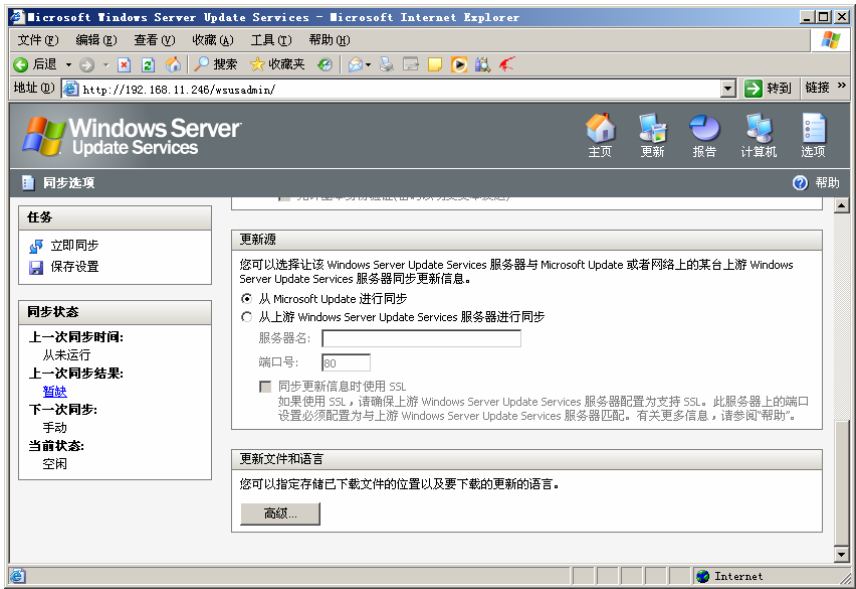 Microsoft Windows Server Update Services - Microsoft Internet Explorer
文件(F) 编辑(E) 查看(V) 收藏(A) 工具(T) 帮助(H)
后退 搜索 收藏夹
地址(D) http://192.168.11.246/wsusadmin/ 转到 链接 »
Windows Server
Update Services
主页 更新 报告 计算机 选项
同步选项 帮助
任务
立即同步
保存设置
同步状态
上一次同步时间:
从未运行
上一次同步结果:
暂缺
下一次同步:
手动
当前状态:
空闲
更新源
您可以选择让该 Windows Server Update Services 服务器与 Microsoft Update 或者网络上的某台上游 Windows
Server Update Services 服务器同步更新信息。
从 Microsoft Update 进行同步
从上游 Windows Server Update Services 服务器进行同步
服务器名:
端口号: 80
同步更新信息时使用 SSL
如果使用 SSL，请确保上游 Windows Server Update Services 服务器配置为支持 SSL。此服务器上的端口
设置必须配置为与上游 Windows Server Update Services 服务器匹配。有关更多信息，请参阅“帮助”。
更新文件和语言
您可以指定存储已下载文件的位置以及要下载的更新的语言。
高级...
Internet